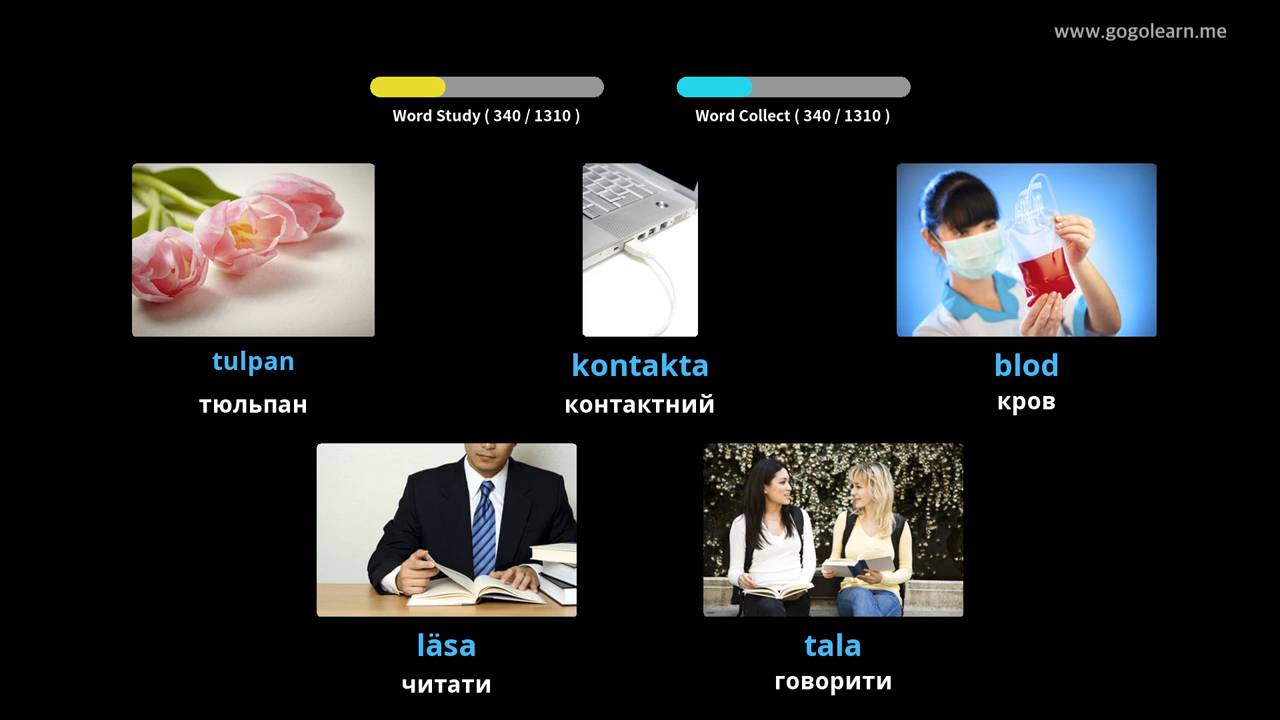 www.gogolearn.me
Word Study ( 340 / 1310 )
Word Collect ( 340 / 1310 )
tulpan
тюльпан
kontakta
контактний
blod
кров
läsa
читати
tala
говорити